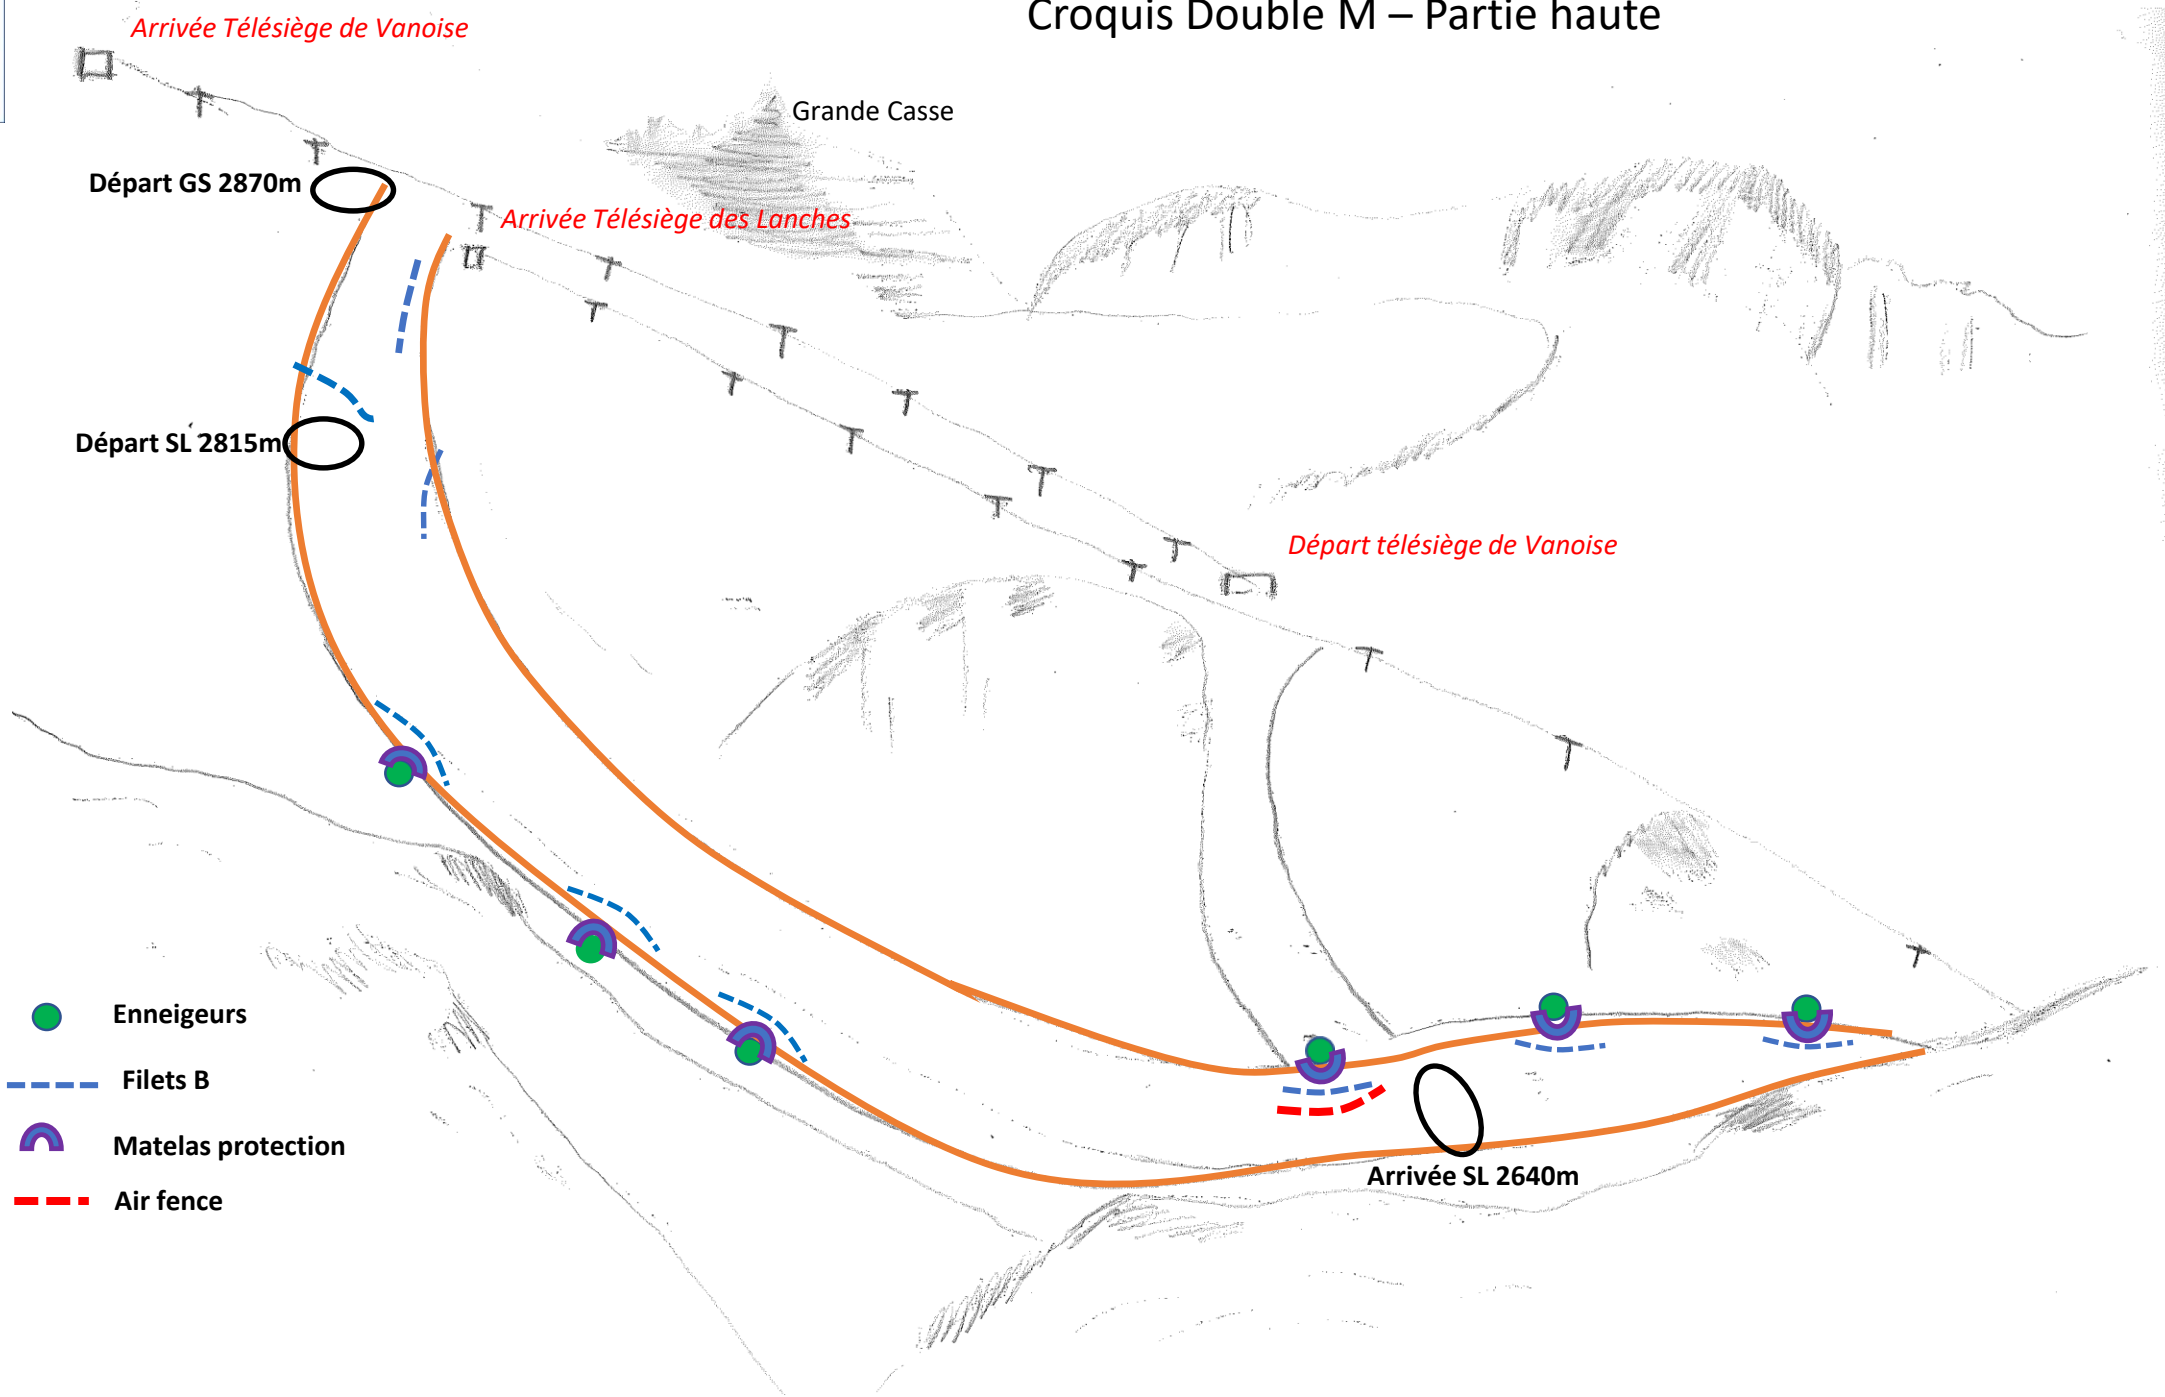 Croquis Double M – Partie haute
Arrivée Télésiège de Vanoise
Grande Casse
Départ GS 2870m
Arrivée Télésiège des Lanches
Départ SL 2815m
Départ télésiège de Vanoise
Enneigeurs
Filets B
Matelas protection
Air fence
Arrivée SL 2640m